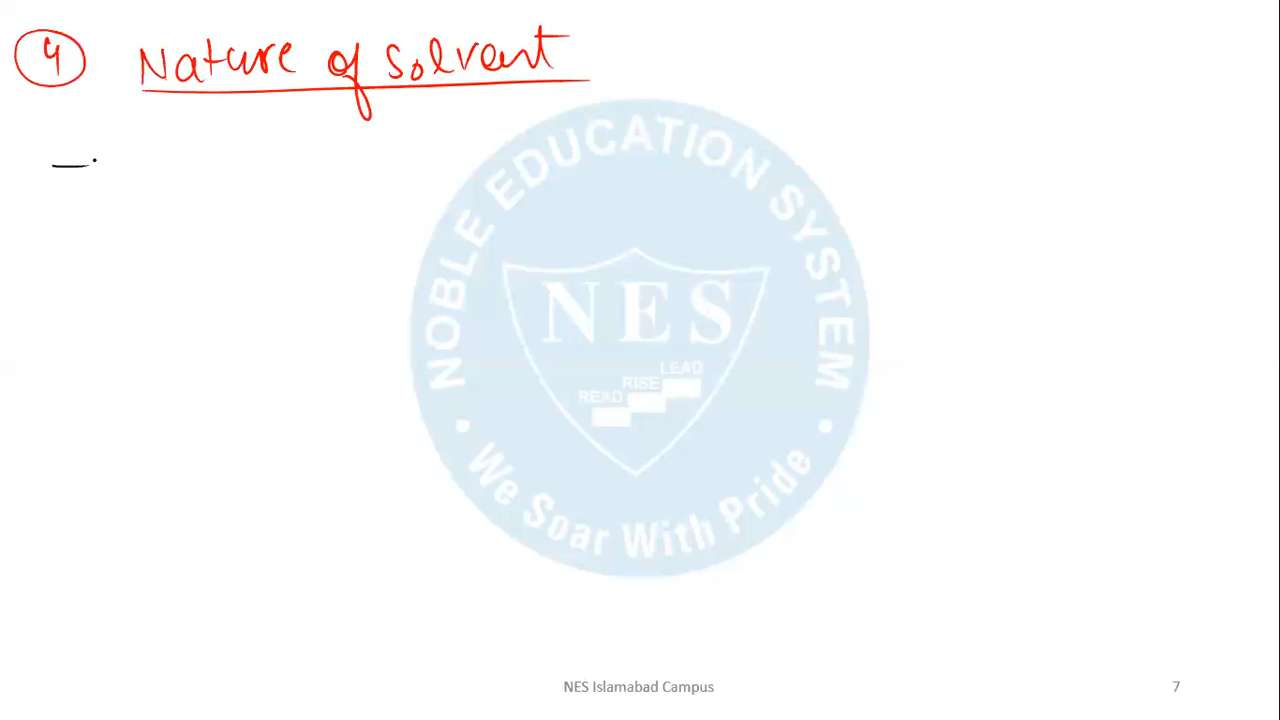 4 Nature of solvent
NOBLE EDUCATION SYSTEM
NES
LEAD
RISE
READ
• We Soar With Pride •
NES Islamabad Campus
7